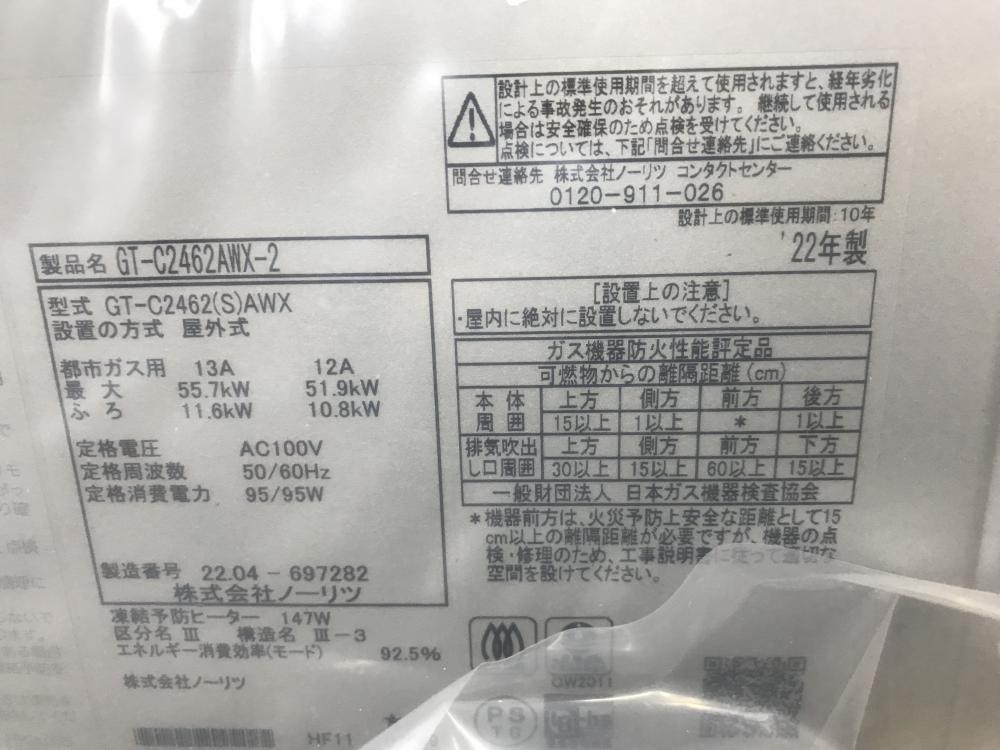 設計上の標準使用期間を超えて使用されますと、経年劣化
による事故発生のおそれがあります。継続して使用される
場合は安全確保のため点検を受けてください。
点検については、下記「問合せ連絡先」にご連絡ください。
問合せ連絡先 株式会社ノーリツ コンタクトセンター
0120-911-026
設計上の標準使用期間:10年
'22年製
製品名 GT-C2462AWX-2
型式 GT-C2462(S)AWX
設置の方式 屋外式
都市ガス用 13A 12A
最大 55.7kW 51.9kW
ふろ 11.6kW 10.8kW
定格電圧 AC100V
定格周波数 50/60Hz
定格消費電力 95/95W
製造番号 22.04-697282
株式会社ノーリツ
凍結予防ヒーター 147W
区分名 Ⅲ 構造名 Ⅲ-3
エネルギー消費効率(モード) 92.5%
株式会社ノーリツ
[設置上の注意]
・屋内に絶対に設置しないでください。
ガス機器防火性能評定品
可燃物からの離隔距離(cm)
本体周囲 上方 側方 前方 後方
15以上 1以上 * 1以上
排気吹出し口周囲 上方 側方 前方 下方
30以上 15以上 60以上 15以上
一般財団法人 日本ガス機器検査協会
*機器前方は、火災予防上安全な距離として15
cm以上の離隔距離が必要ですが、機器の点
検・修理のため、工事説明書に従って適切な
空間を設けてください。
PS
TG
HF11